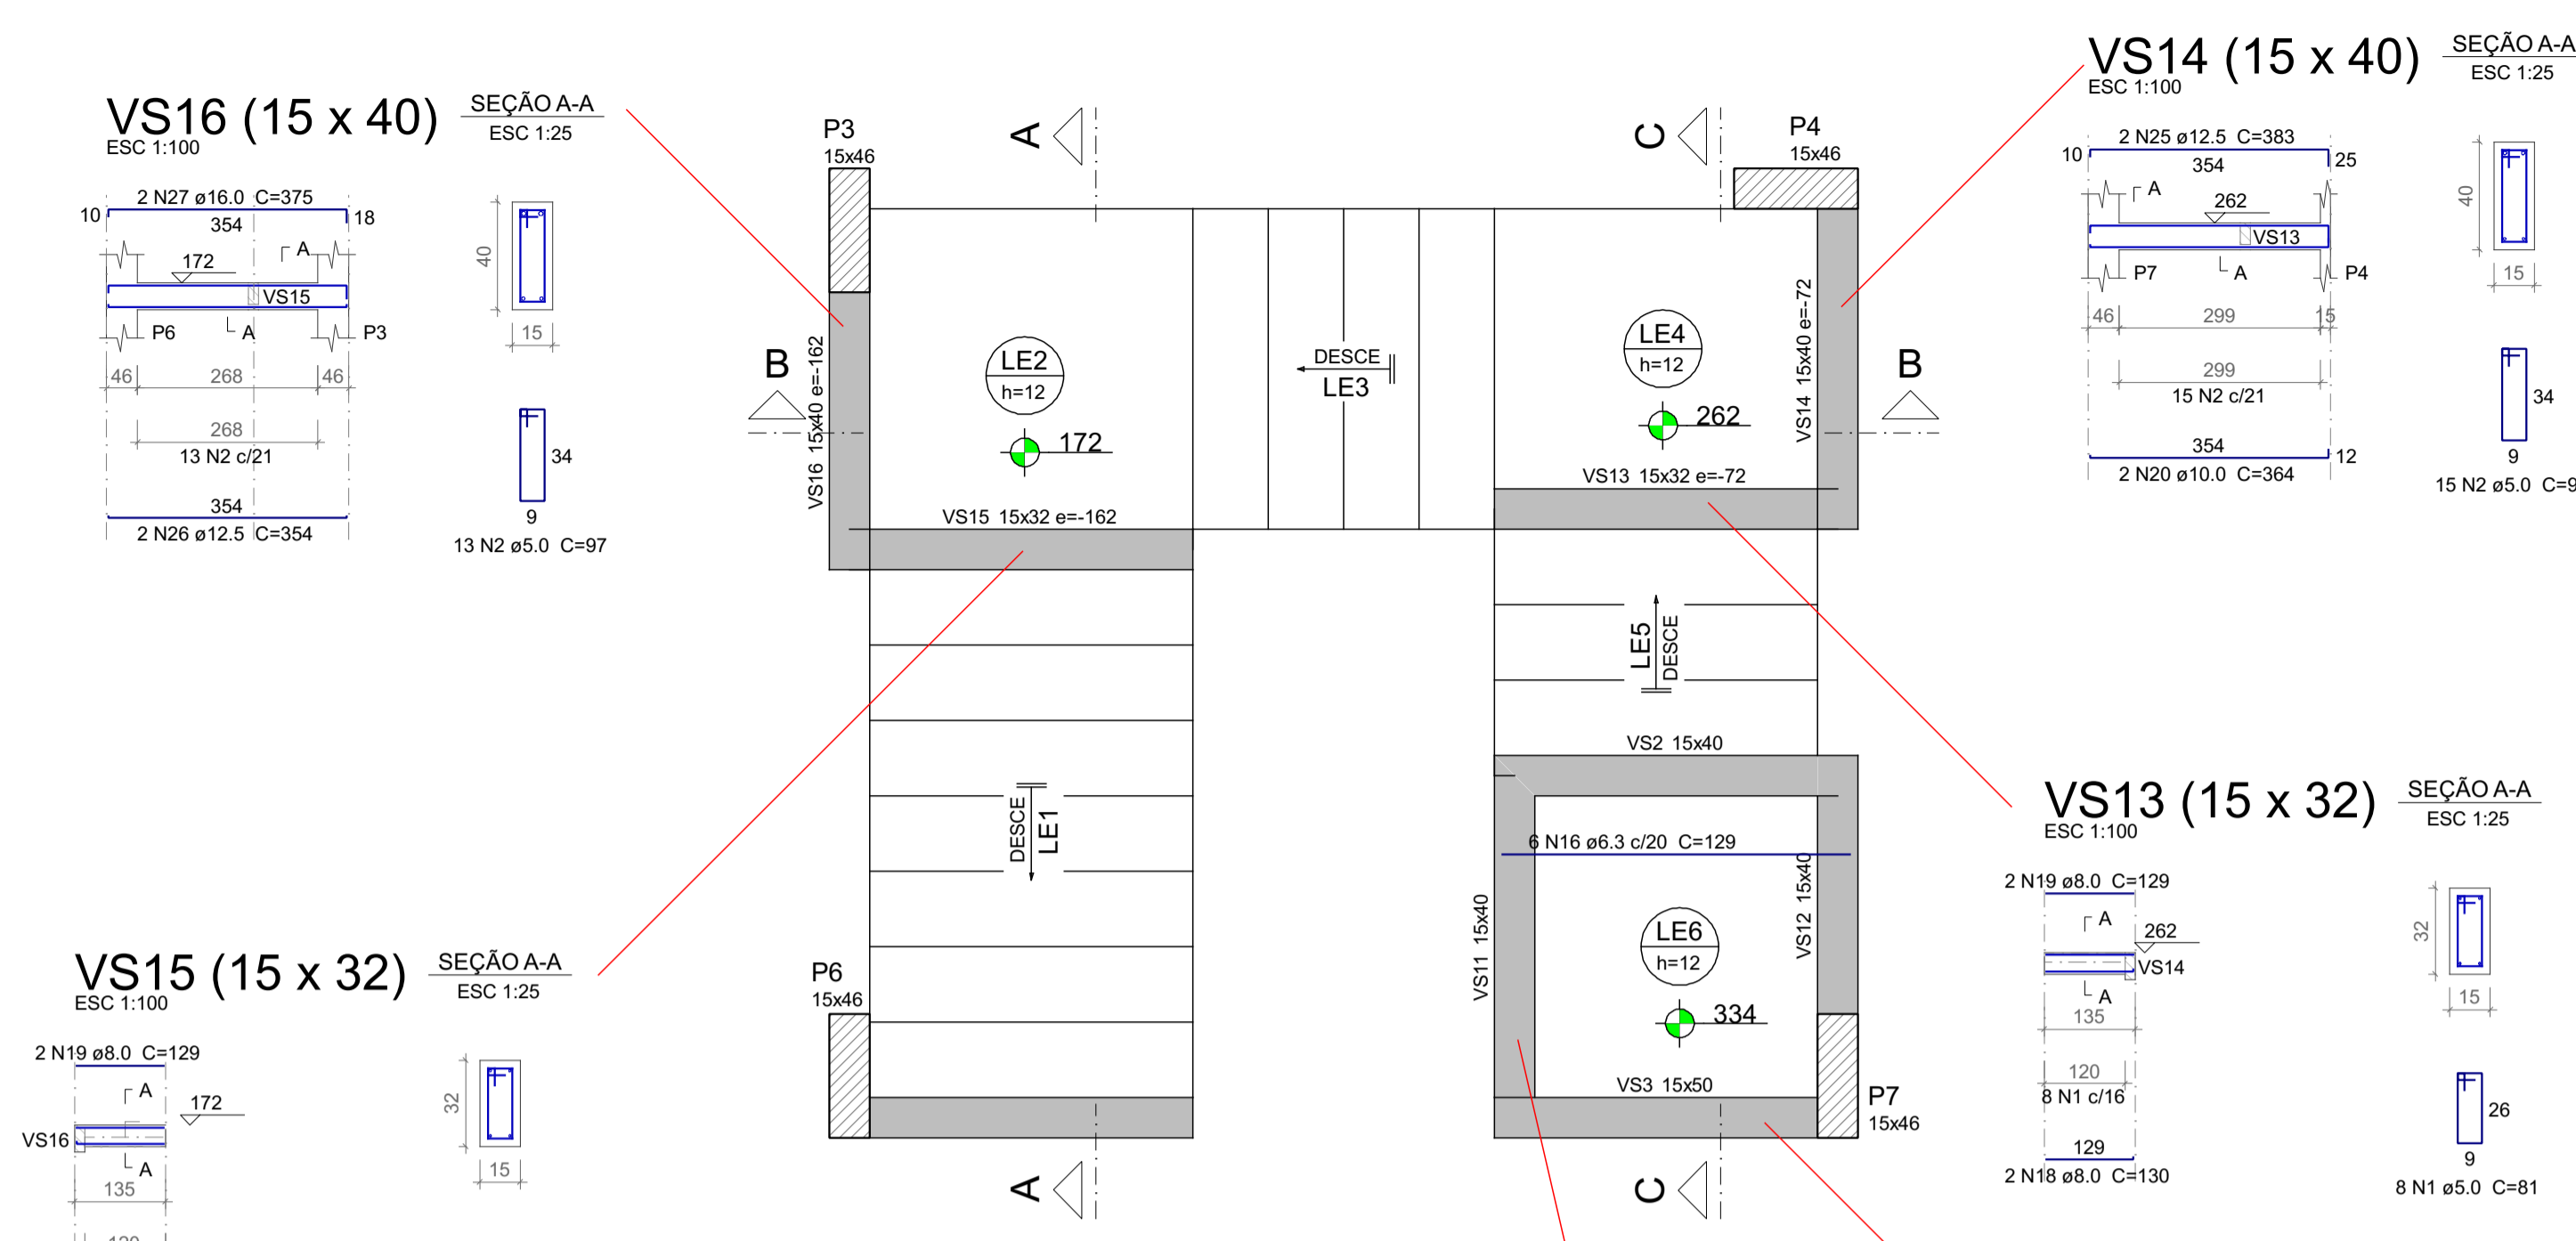 VS16 (15 x 40)
ESC 1:100
SEÇÃO A-A
ESC 1:25
2 N27 ø16.0 C=375
10
354
18
A
172
VS15
P6
A
P3
46
268
46
268
13 N2 c/21
354
2 N26 ø12.5 C=354
40
15
34
9
13 N2 ø5.0 C=97
VS15 (15 x 32)
ESC 1:100
SEÇÃO A-A
ESC 1:25
2 N19 ø8.0 C=129
A
172
VS16
A
135
32
15
P3
15x46
A
C
P4
15x46
B
VS16 15x40 e=-162
LE2
h=12
172
VS15 15x32 e=-162
DESCE
LE3
LE4
h=12
262
VS14 15x40 e=-72
VS13 15x32 e=-72
B
DESCE
LE1
LE5
DESCE
VS2 15x40
6 N16 ø6.3 c/20 C=129
VS11 15x40
VS12 15x40
LE6
h=12
334
VS3 15x50
P6
15x46
P7
15x46
A
C
VS14 (15 x 40)
ESC 1:100
SEÇÃO A-A
ESC 1:25
2 N25 ø12.5 C=383
10
354
25
A
262
VS13
P7
A
P4
46
299
15
299
15 N2 c/21
354
12
2 N20 ø10.0 C=364
40
15
34
9
15 N2 ø5.0 C=9
VS13 (15 x 32)
ESC 1:100
SEÇÃO A-A
ESC 1:25
2 N19 ø8.0 C=129
A
262
VS14
A
135
120
8 N1 c/16
129
2 N18 ø8.0 C=130
32
15
26
9
8 N1 ø5.0 C=81